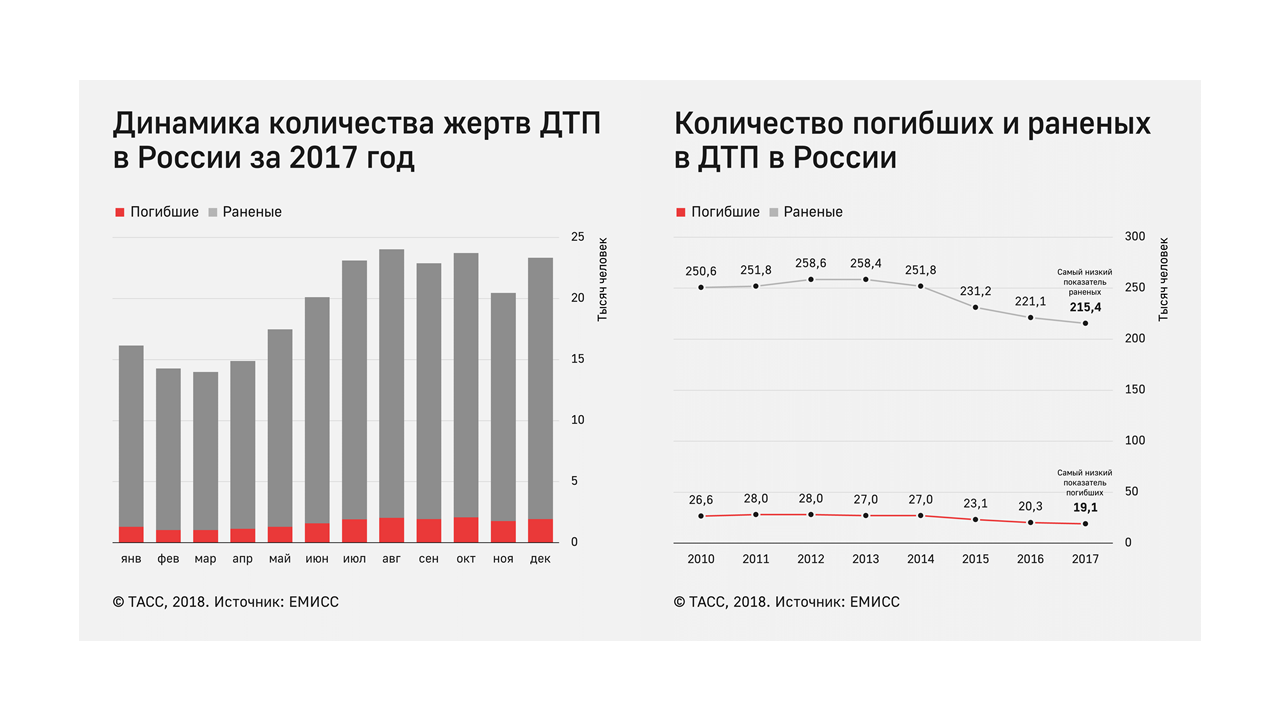 Динамика количества жертв ДТП
в России за 2017 год
Погибшие Раненые
25
20
15
10
5
0
Тысяч человек
янв фев мар апр май июн июл авг сен окт ноя дек
© ТАСС, 2018. Источник: ЕМИСС
Количество погибших и раненых
в ДТП в России
Погибшие Раненые
300
250
200
150
100
50
0
Тысяч человек
250,6 251,8 258,6 258,4 251,8 231,2 221,1
Самый низкий
показатель
раненых
215,4
26,6 28,0 28,0 27,0 27,0 23,1 20,3
Самый низкий
показатель
погибших
19,1
2010 2011 2012 2013 2014 2015 2016 2017
© ТАСС, 2018. Источник: ЕМИСС